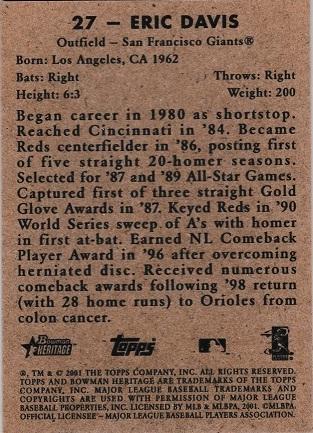 27 – ERIC DAVIS
Outfield – San Francisco Giants®
Born: Los Angeles, CA 1962
Bats: Right Throws: Right
Height: 6:3 Weight: 200
Began career in 1980 as shortstop.
Reached Cincinnati in '84. Became
Reds centerfielder in '86, posting first
of five straight 20-homer seasons.
Selected for '87 and '89 All-Star Games.
Captured first of three straight Gold
Glove Awards in '87. Keyed Reds in '90
World Series sweep of A's with homer
in first at-bat. Earned NL Comeback
Player Award in '96 after overcoming
herniated disc. Received numerous
comeback awards following '98 return
(with 28 home runs) to Orioles from
colon cancer.
Bowman HERITAGE Topps
®, TM & © 2001 THE TOPPS COMPANY, INC. ALL RIGHTS RESERVED.
TOPPS AND BOWMAN HERITAGE ARE TRADEMARKS OF THE TOPPS
COMPANY, INC. MAJOR LEAGUE BASEBALL TRADEMARKS AND
COPYRIGHTS ARE USED WITH PERMISSION OF MAJOR LEAGUE
BASEBALL PROPERTIES, INC. LICENSED BY MLB & MLBPA, 2001. ©MLBPA.
OFFICIAL LICENSEE – MAJOR LEAGUE BASEBALL PLAYERS ASSOCIATION.